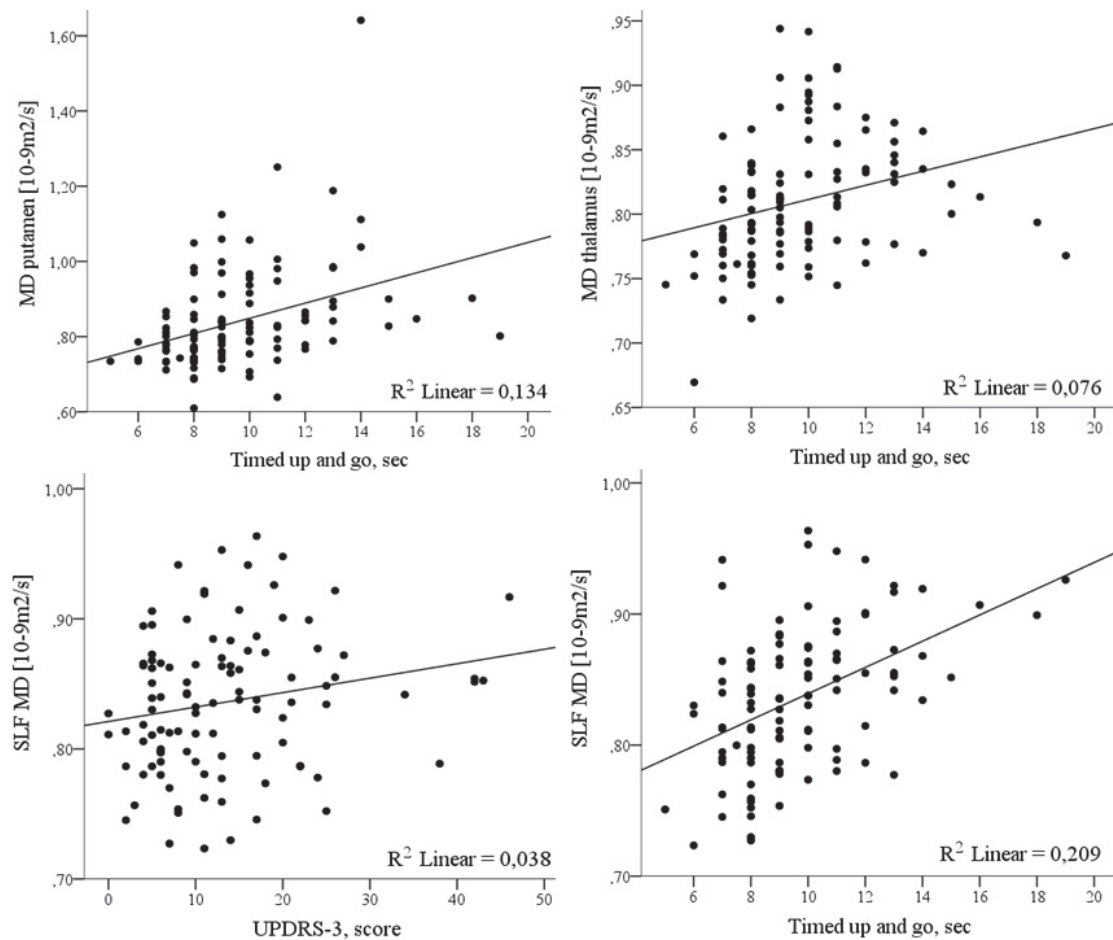 1,60
1,40
1,20
1,00
,80
,60
MD putamen [10-9m2/s]
R2 Linear = 0,134
6 8 10 12 14 16 18 20
Timed up and go, sec
,95
,90
,85
,80
,75
,70
,65
MD thalamus [10-9m2/s]
R2 Linear = 0,076
6 8 10 12 14 16 18 20
Timed up and go, sec
1,00
,90
,80
,70
SLF MD [10-9m2/s]
R2 Linear = 0,038
0 10 20 30 40 50
UPDRS-3, score
1,00
,90
,80
,70
SLF MD [10-9m2/s]
R2 Linear = 0,209
6 8 10 12 14 16 18 20
Timed up and go, sec